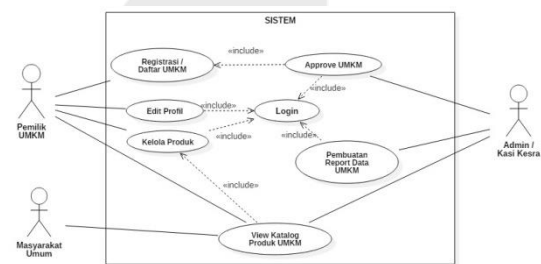 SISTEM
Registrasi /
Daftar UMKM
«include»
Approve UMKM
«include»
Edit Profil
«include»
Login
Kelola Produk
«include»
«include»
Pembuatan
Report Data
UMKM
«include»
View Katalog
Produk UMKM
Pemilik
UMKM
Masyarakat
Umum
Admin /
Kasi Kesra